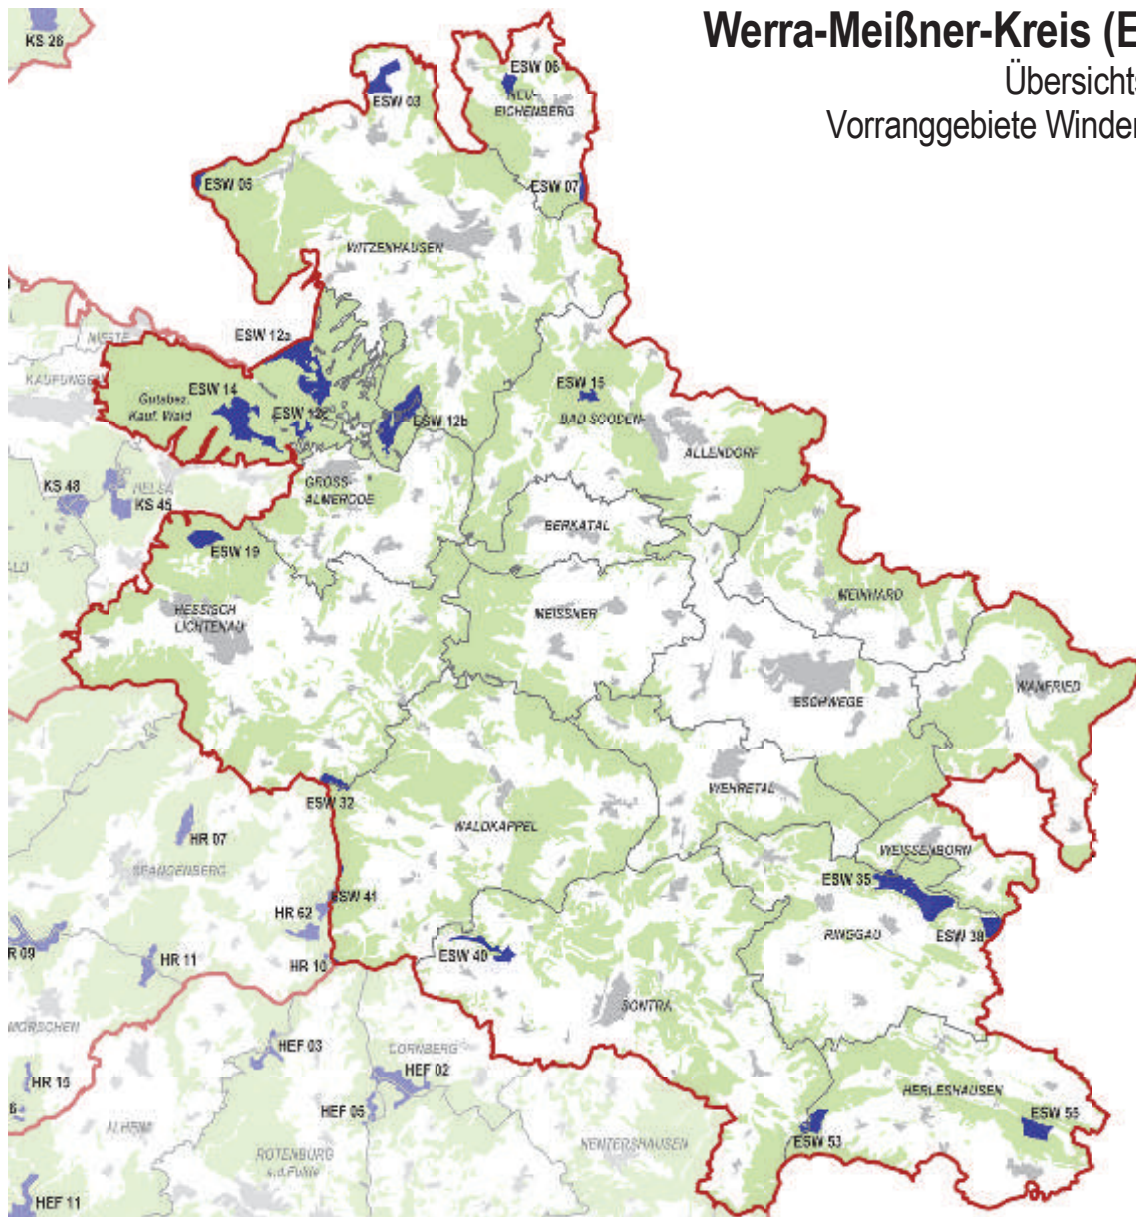 Werra-Meißner-Kreis (E
Übersichts
Vorranggebiete Winder
KS 28
ESW 03
ESW 06
NEU-
EICHENBERG
ESW 05
ESW 07
WITZENHAUSEN
ESW 12a
NIESTE
KAUFUNGEN
ESW 14
Gutsbez.
Kauf. Wald
ESW 12c
ESW 12b
ESW 15
BAD SOODEN-
ALLENDORF
KS 48
HELSA
KS 45
GROSS-
ALMERODE
BERKATAL
ESW 19
HESSISCH
LICHTENAU
MEISSNER
MEINHARD
ESCHWEGE
WANFRIED
ESW 32
WEHRETAL
HR 07
WALDKAPPEL
SPANGENBERG
WEISSENBORN
ESW 35
ESW 41
HR 62
RINGGAU
ESW 38
R 09
HR 11
HR 10
ESW 40
SONTRA
MORSCHEN
HEF 03
CORNBERG
HEF 02
HR 15
HERLESHAUSEN
HEF 05
ALHEIM
ESW 55
ESW 53
NENTERSHAUSEN
ROTENBURG
a.d.Fulda
HEF 11